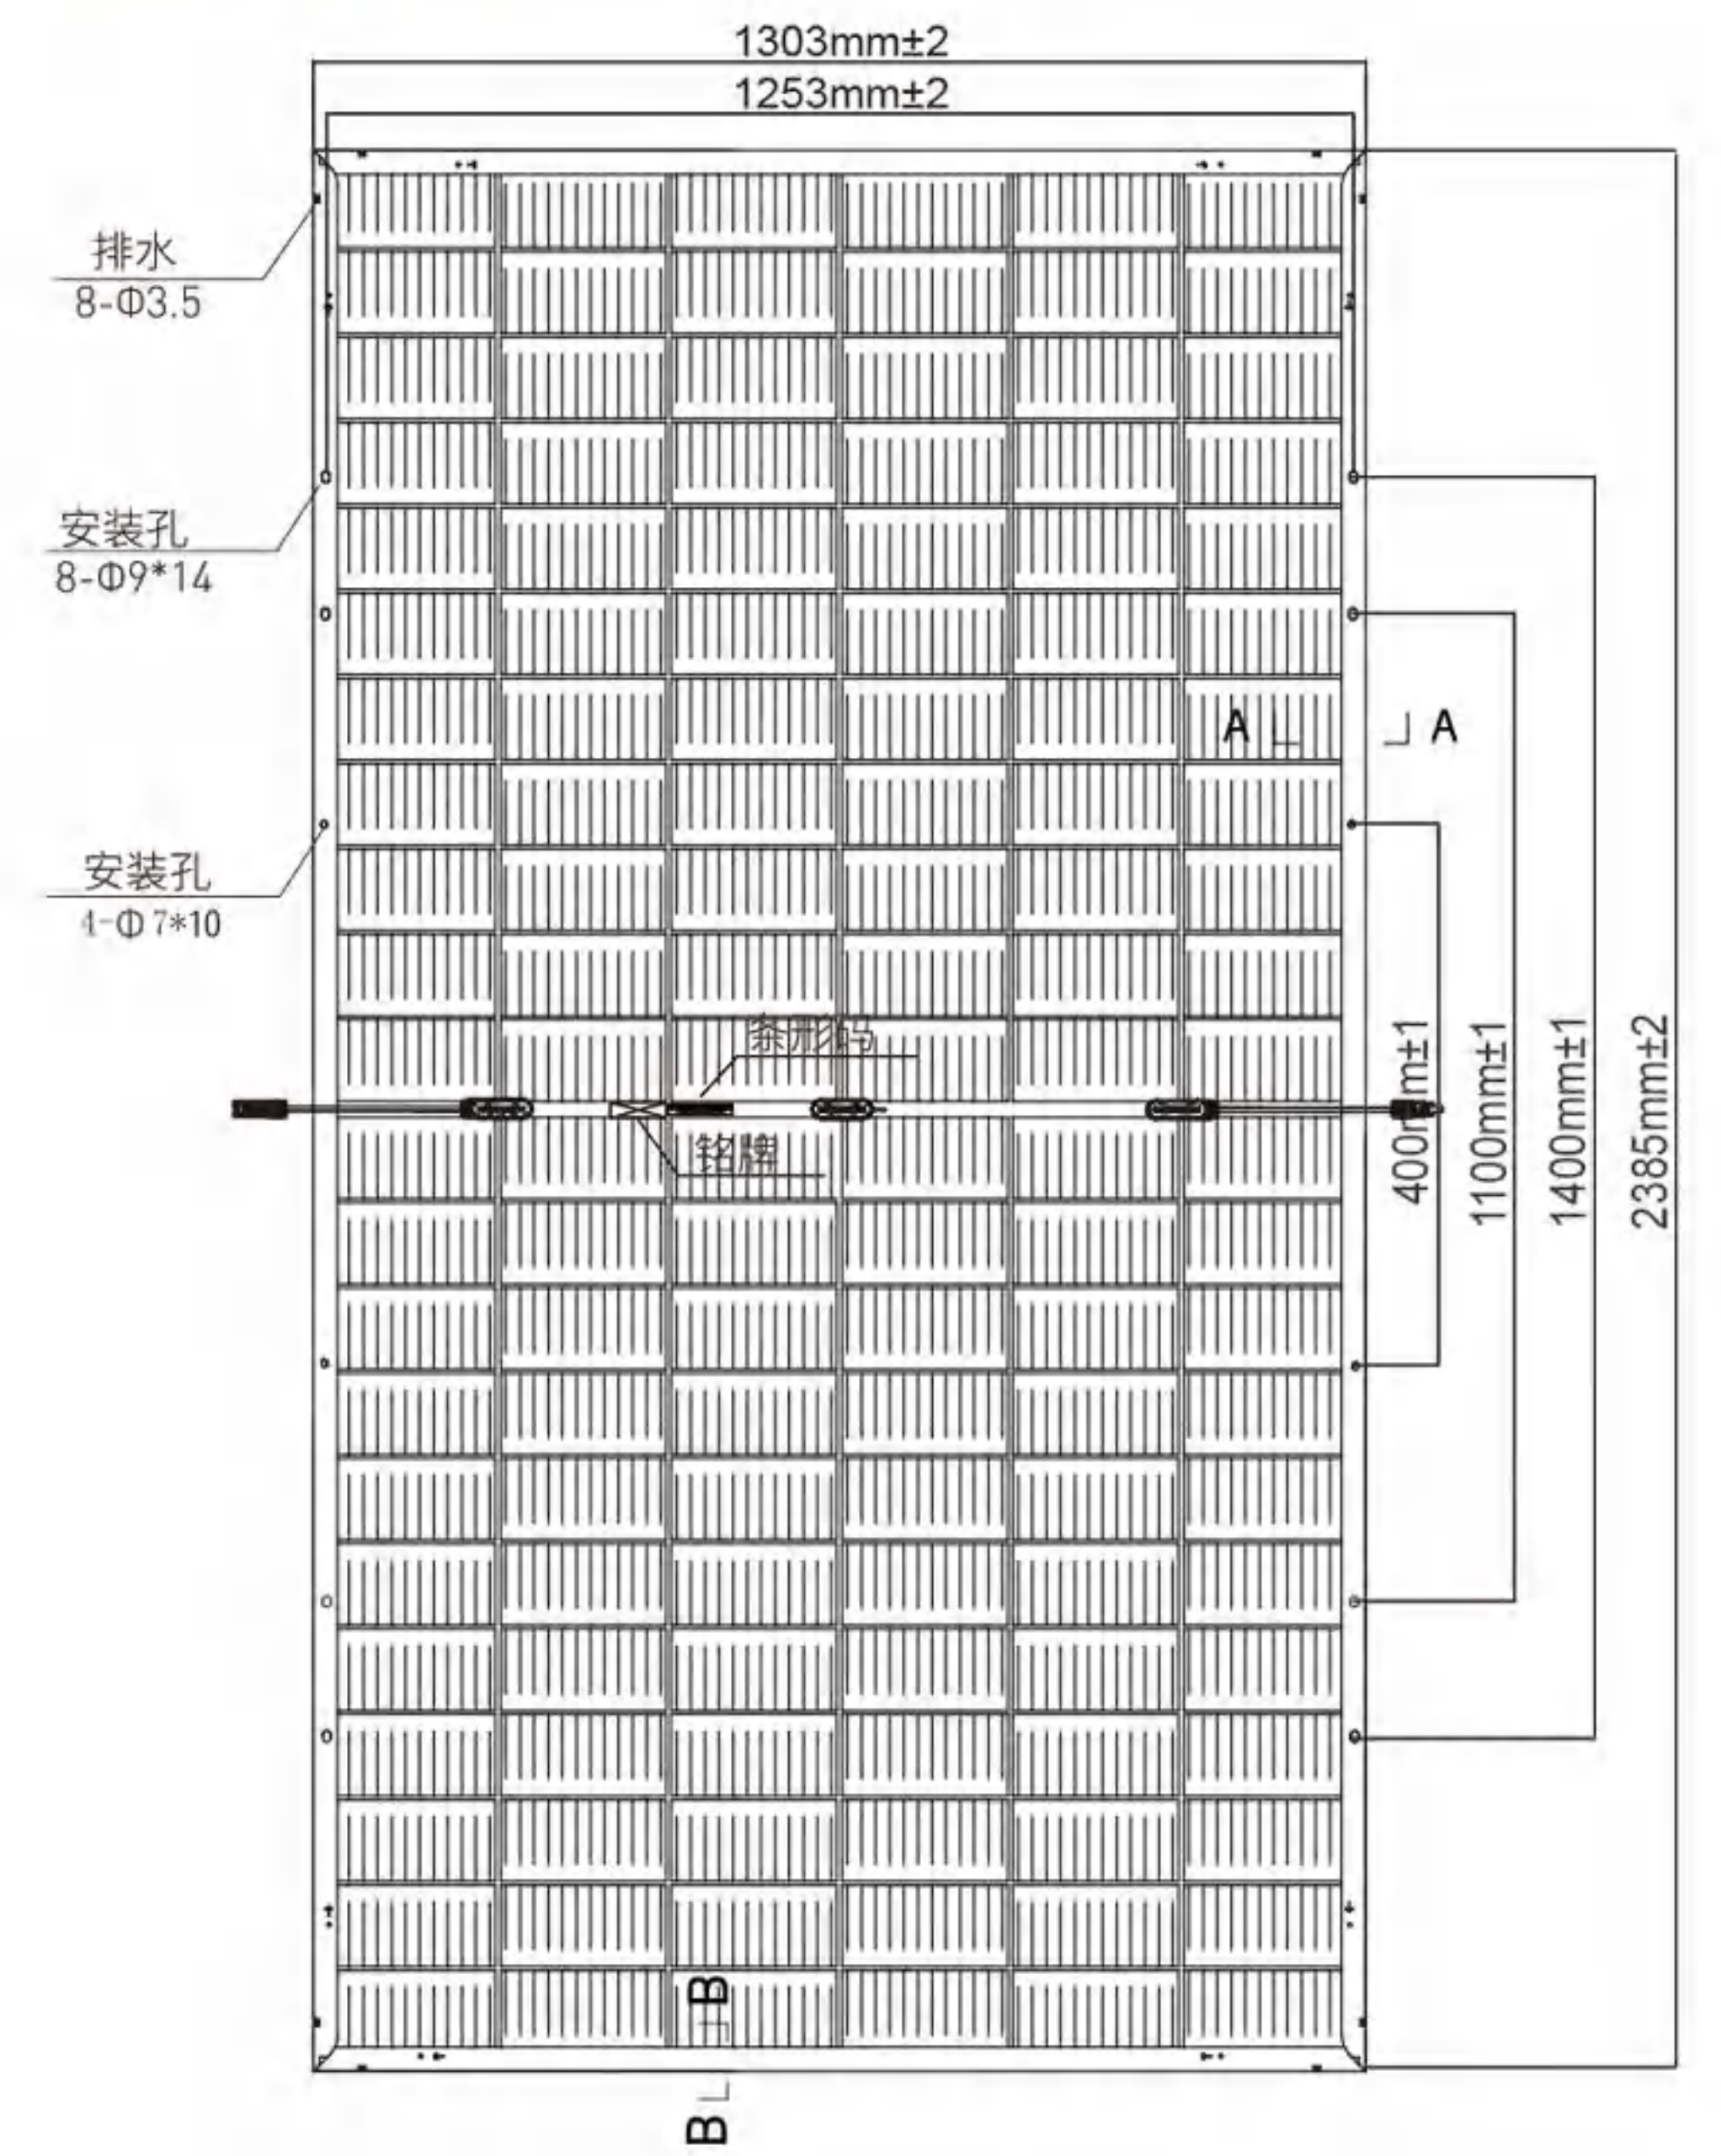 1303mm±2
1253mm±2
排水
8-Φ3.5
安装孔
8-Φ9*14
A A
安装孔
4-Φ7*10
条形码
铭牌
400mm±1
1100mm±1
1400mm±1
2385mm±2
B
B